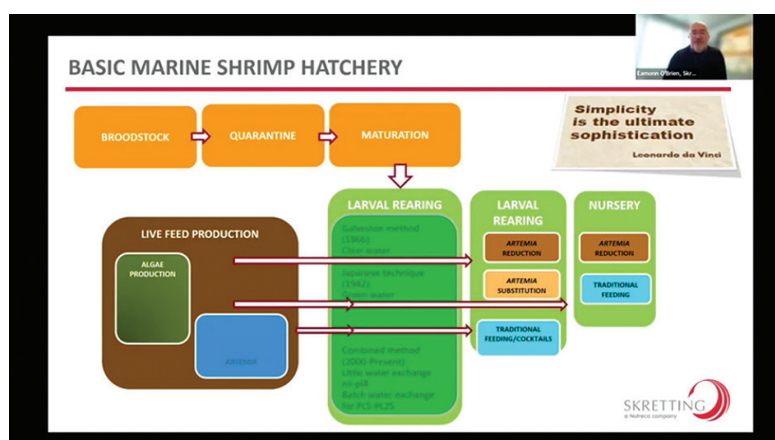 BASIC MARINE SHRIMP HATCHERY
Eamonn O'Brien, Skr...
Simplicity
is the ultimate
sophistication
Leonardo da Vinci
BROODSTOCK
QUARANTINE
MATURATION
LIVE FEED PRODUCTION
ALGAE
PRODUCTION
ARTEMIA
LARVAL REARING
Galveston method
(1966)
Clear water
Japanese technique
(1942)
Green water
Combined method
(2000-Present)
Little water exchange
Batch water exchange
for PL5-PL25
LARVAL
REARING
ARTEMIA
REDUCTION
ARTEMIA
SUBSTITUTION
TRADITIONAL
FEEDING/COCKTAILS
NURSERY
ARTEMIA
REDUCTION
TRADITIONAL
FEEDING
SKRETTING
a Nutreco company